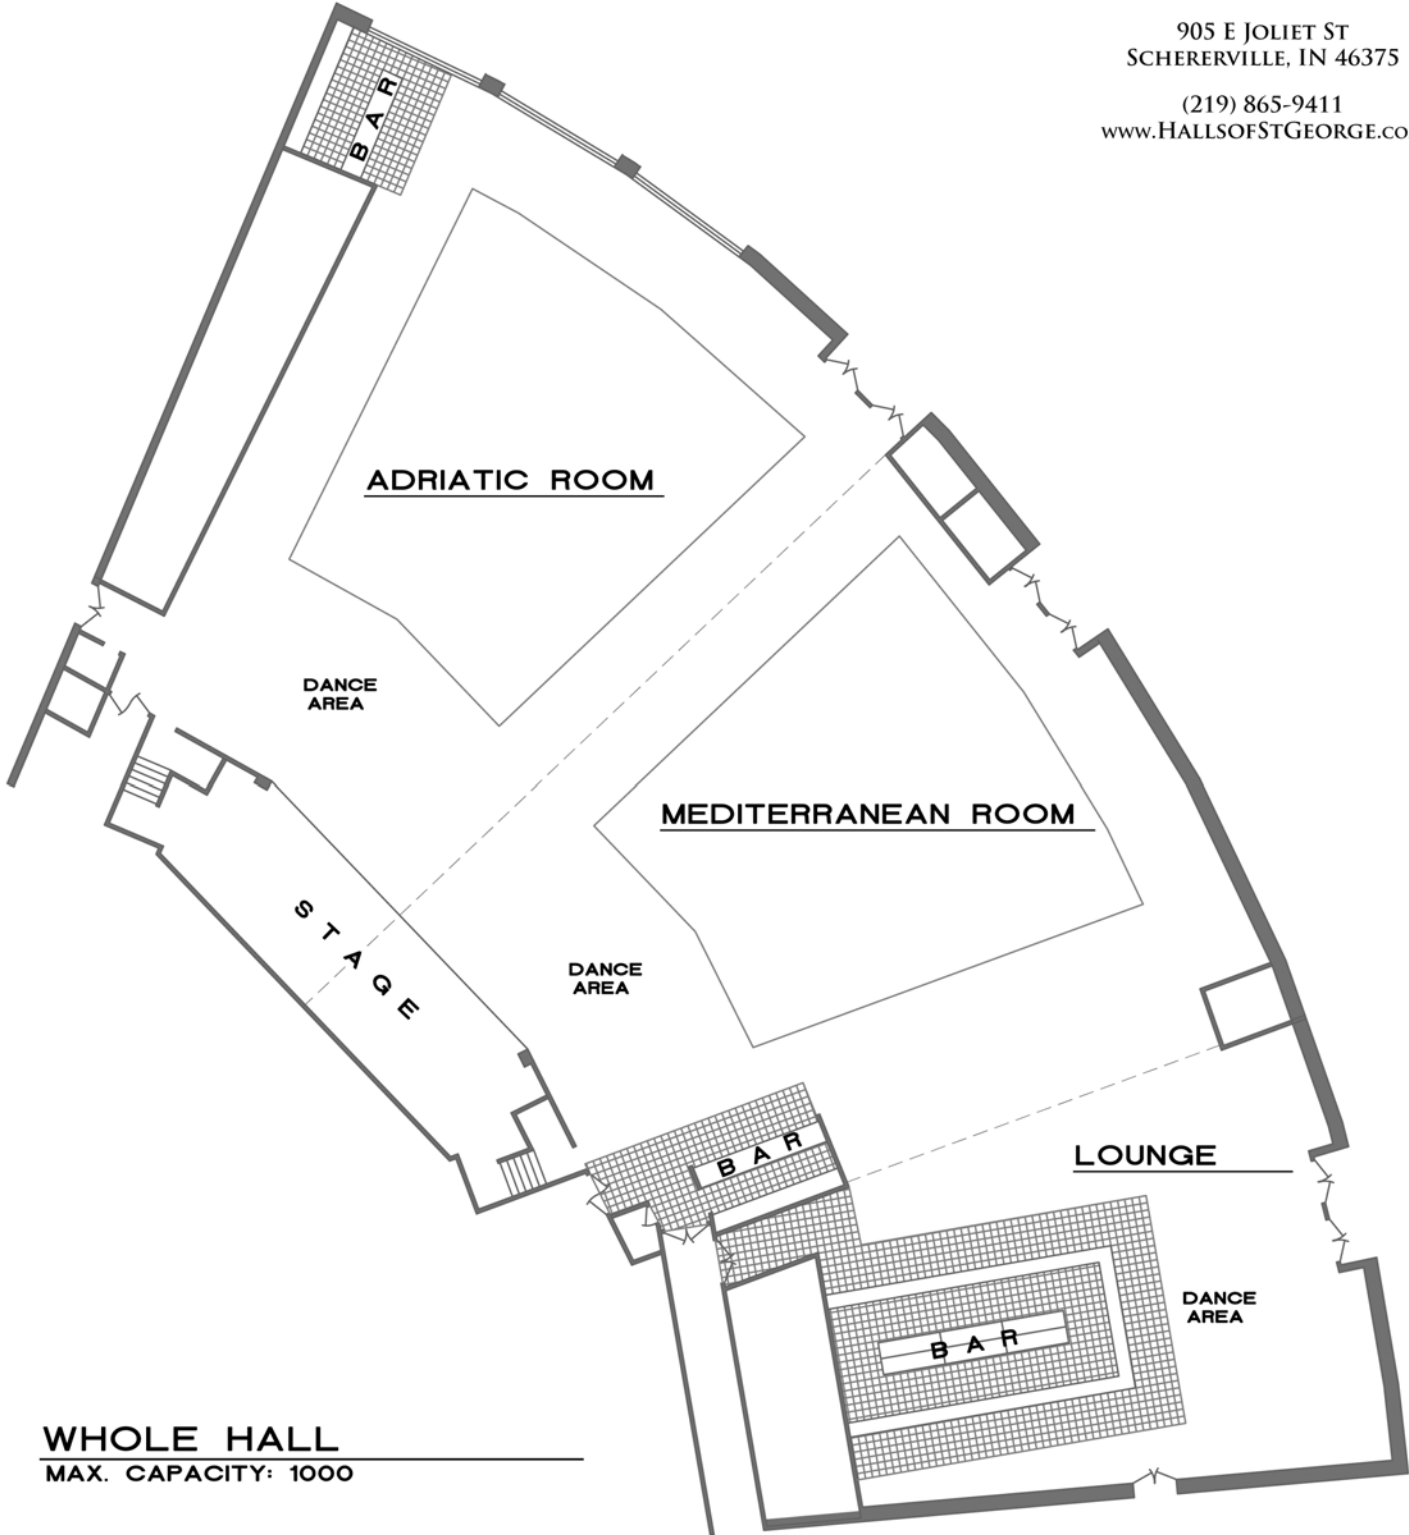 905 E Joliet St
Schererville, IN 46375
(219) 865-9411
www.HallsofStGeorge.co
BAR
ADRIATIC ROOM
DANCE
AREA
MEDITERRANEAN ROOM
STAGE
DANCE
AREA
BAR
LOUNGE
DANCE
AREA
BAR
WHOLE HALL
MAX. CAPACITY: 1000